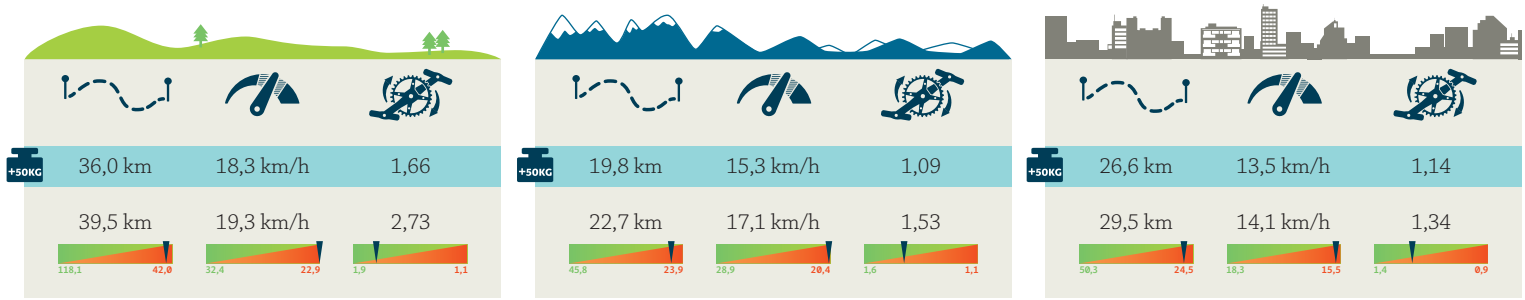 +50KG 36,0 km 18,3 km/h 1,66
39,5 km 19,3 km/h 2,73
118,1 42,0 32,4 22,9 1,9 1,1
+50KG 19,8 km 15,3 km/h 1,09
22,7 km 17,1 km/h 1,53
45,8 23,9 28,9 20,4 1,6 1,1
+50KG 26,6 km 13,5 km/h 1,14
29,5 km 14,1 km/h 1,34
50,3 24,5 18,3 15,5 1,4 0,9